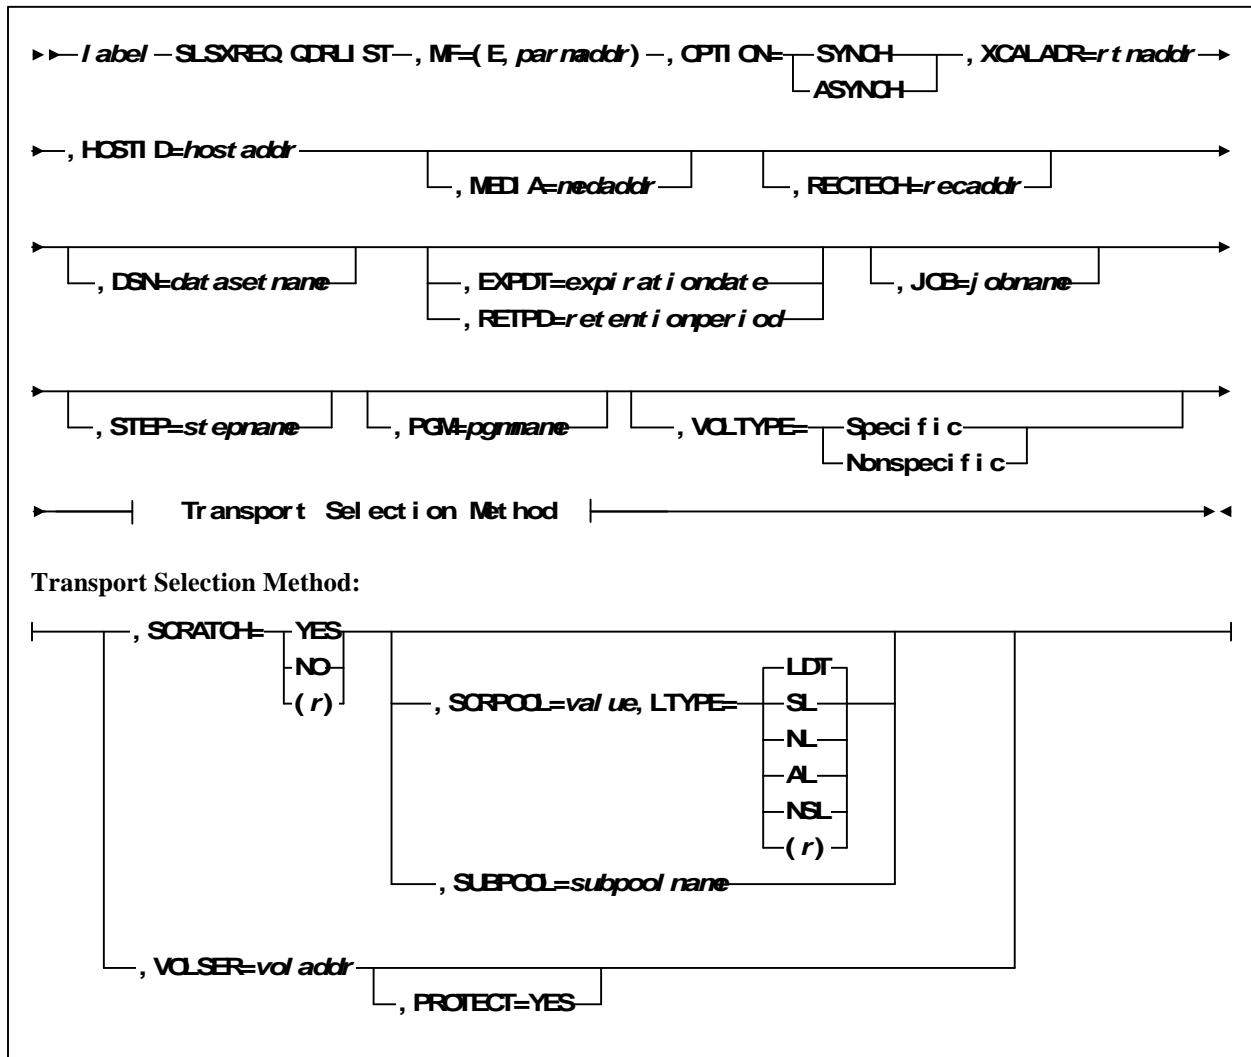 label SLSXREQ QDRLIST , MF=(E, parmaddr) , OPTION= SYNCH , XCALADR=rtnaddr
ASYNCH
, HOSTID=hostaddr
, MEDIA=medaddr , RECTECH=recaddr
, DSN=datasetname , EXPDT=expirationdate , JOB=jobname
, RETPD=retentionperiod
, STEP=stepname , PGM=pgmname , VOLTYPE= Specific
Nonspecific
Transport Selection Method
Transport Selection Method:
, SCRATCH= YES
NO
(r)
LDT
, SCRPOOL=value, LTYPE= SL
NL
AL
NSL
(r)
, SUBPOOL=subpoolname
, VOLSER=voladdr
, PROTECT=YES